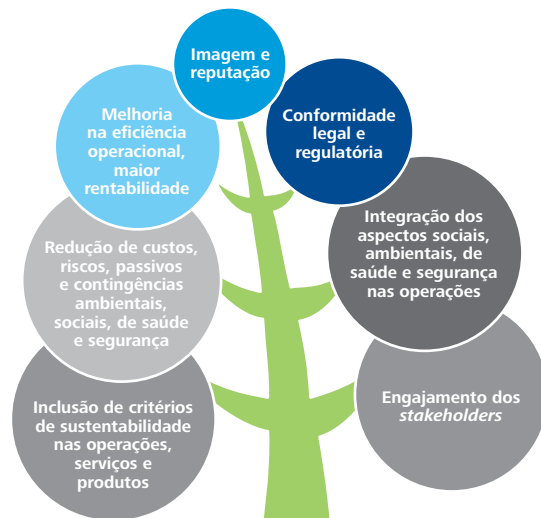 Imagem e
reputação
Melhoria
na eficiência
operacional,
maior
rentabilidade
Conformidade
legal e
regulatória
Redução de custos,
riscos, passivos
e contingências
ambientais,
sociais, de saúde
e segurança
Integração dos
aspectos sociais,
ambientais, de
saúde e segurança
nas operações
Inclusão de critérios
de sustentabilidade
nas operações,
serviços e
produtos
Engajamento dos
stakeholders